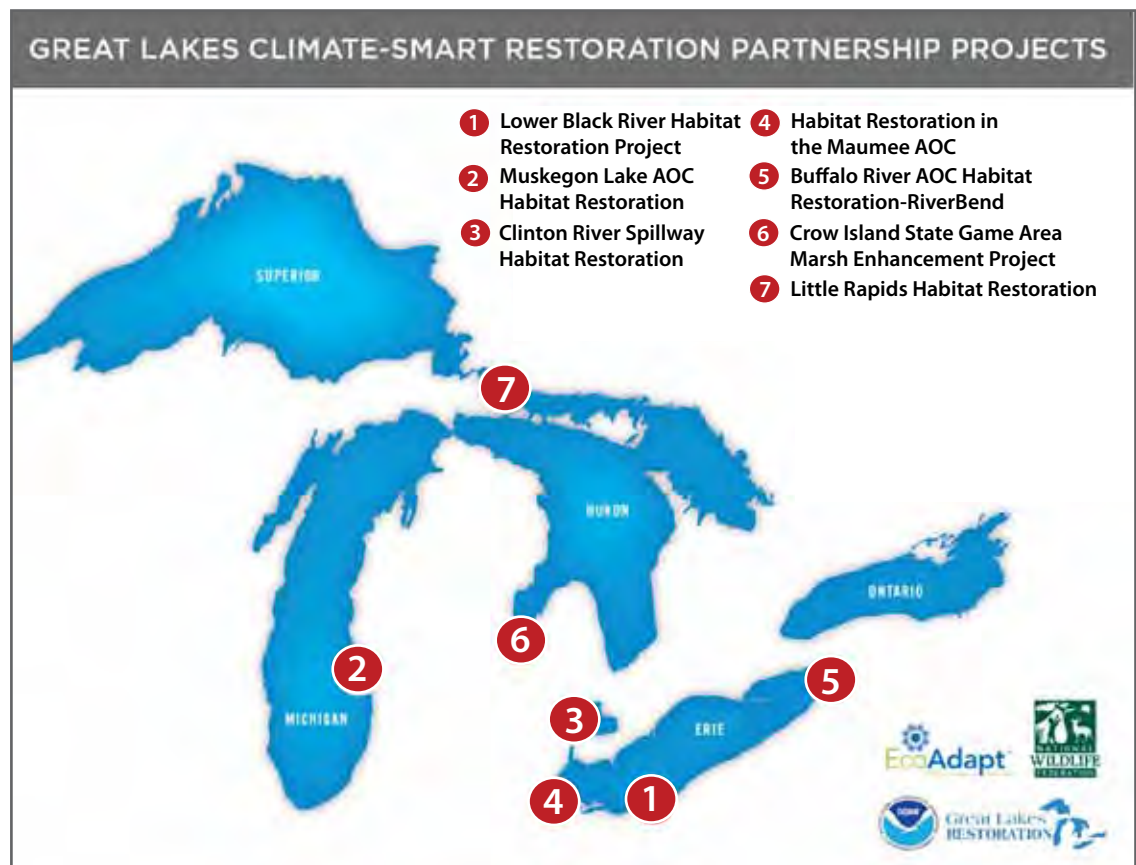 GREAT LAKES CLIMATE-SMART RESTORATION PARTNERSHIP PROJECTS
1 Lower Black River Habitat
Restoration Project
2 Muskegon Lake AOC
Habitat Restoration
3 Clinton River Spillway
Habitat Restoration
4 Habitat Restoration in
the Maumee AOC
5 Buffalo River AOC Habitat
Restoration-RiverBend
6 Crow Island State Game Area
Marsh Enhancement Project
7 Little Rapids Habitat Restoration
SUPERIOR
7
HURON
ONTARIO
6
2
5
MICHIGAN
3
ERIE
4
1
EcoAdapt
NATIONAL
WILDLIFE
FEDERATION
NOAA
Great Lakes
RESTORATION